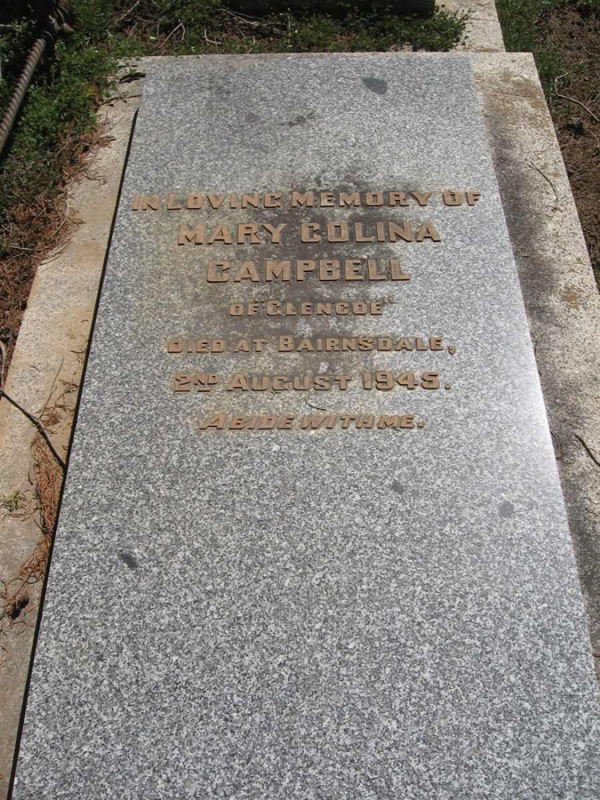 IN LOVING MEMORY OF
MARY COLINA
CAMPBELL
OF "GLENCOE"
DIED AT BAIRNSDALE,
2ND AUGUST 1945.
ABIDE WITH ME.